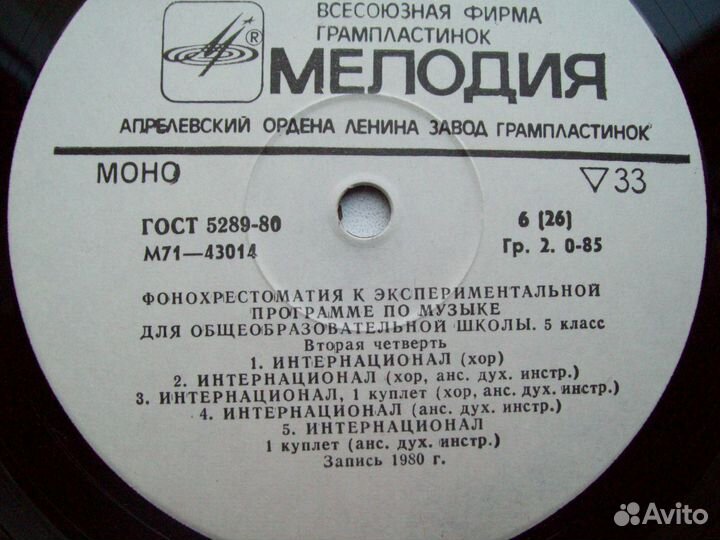 ВСЕСОЮЗНАЯ ФИРМА
ГРАМПЛАСТИНОК
®
МЕЛОДИЯ
АПРЕЛЕВСКИЙ ОРДЕНА ЛЕНИНА ЗАВОД ГРАМПЛАСТИНОК
МОНО ▽33
ГОСТ 5289-80 6 (26)
М71—43014 Гр. 2. 0-85
ФОНОХРЕСТОМАТИЯ К ЭКСПЕРИМЕНТАЛЬНОЙ
ПРОГРАММЕ ПО МУЗЫКЕ
ДЛЯ ОБЩЕОБРАЗОВАТЕЛЬНОЙ ШКОЛЫ. 5 класс
Вторая четверть
1. ИНТЕРНАЦИОНАЛ (хор)
2. ИНТЕРНАЦИОНАЛ (хор, анс. дух. инстр.)
3. ИНТЕРНАЦИОНАЛ, 1 куплет (хор, анс. дух. инстр.)
4. ИНТЕРНАЦИОНАЛ (анс. дух. инстр.)
5. ИНТЕРНАЦИОНАЛ
1 куплет (анс. дух. инстр.)
Запись 1980 г.
Avito